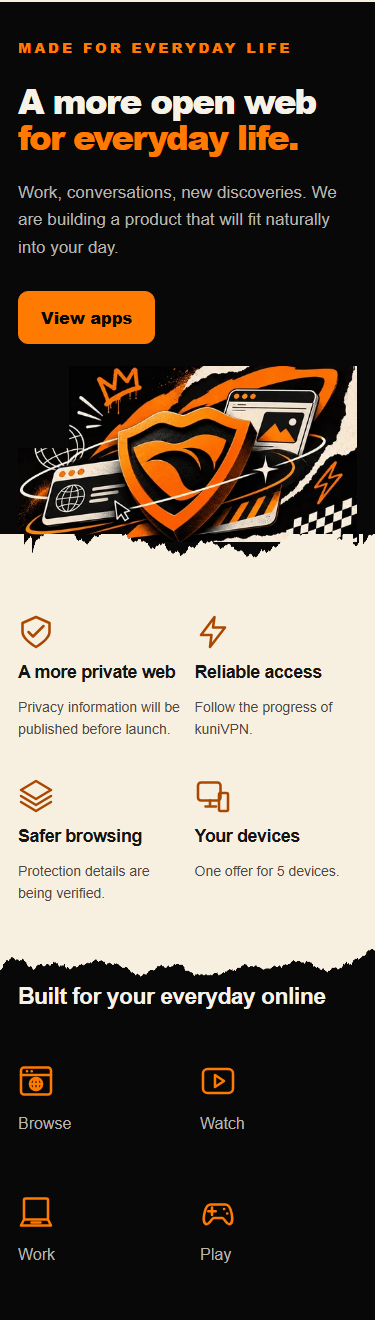 MADE FOR EVERYDAY LIFE
A more open web
for everyday life.
Work, conversations, new discoveries. We
are building a product that will fit naturally
into your day.
View apps
A more private web
Privacy information will be
published before launch.
Reliable access
Follow the progress of
kuniVPN.
Safer browsing
Protection details are
being verified.
Your devices
One offer for 5 devices.
Built for your everyday online
Browse
Watch
Work
Play